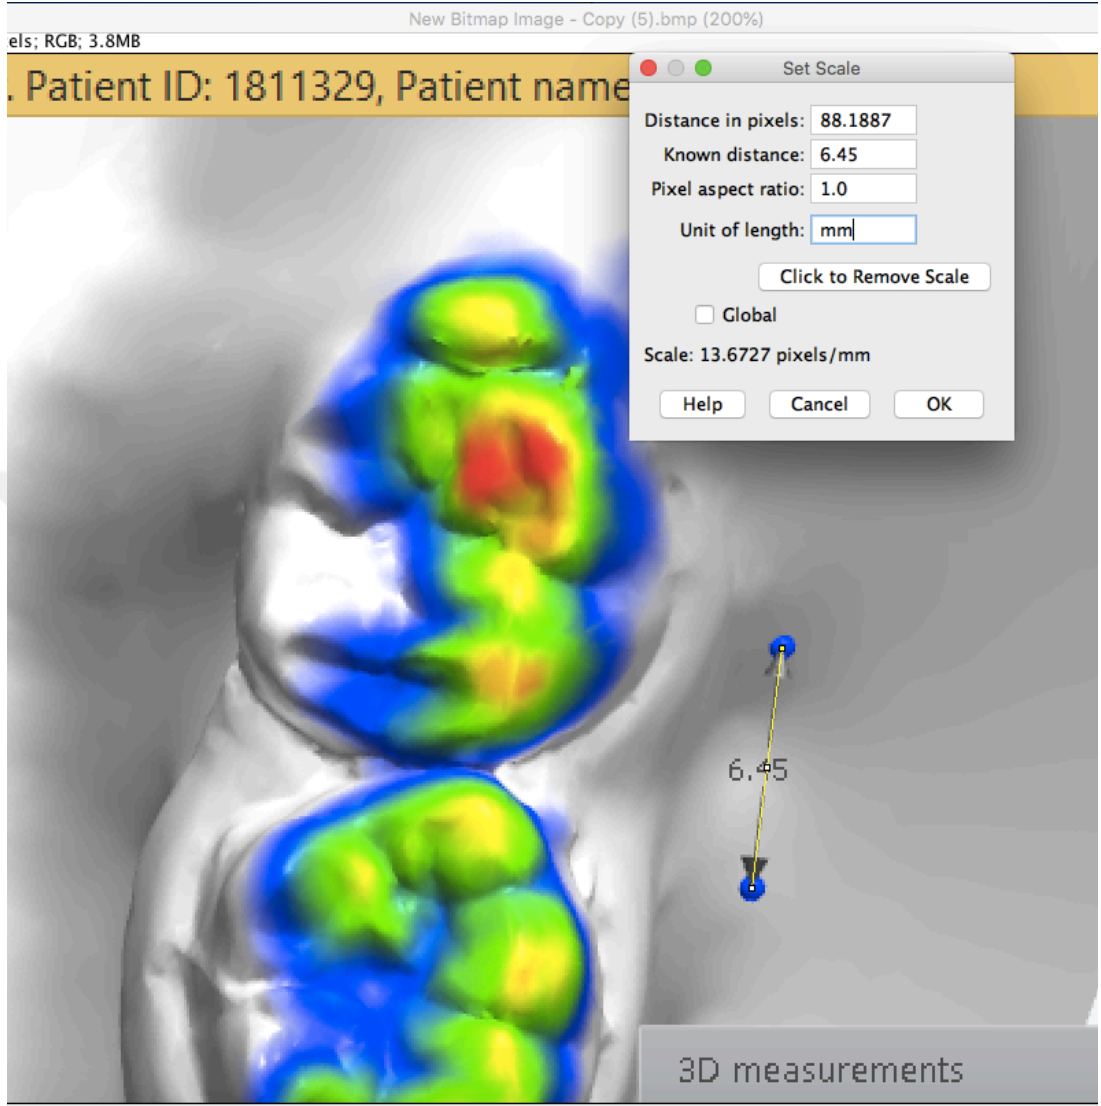 New Bitmap Image - Copy (5).bmp (200%)
els; RGB; 3.8MB
. Patient ID: 1811329, Patient name
Set Scale
Distance in pixels: 88.1887
Known distance: 6.45
Pixel aspect ratio: 1.0
Unit of length: mm
Click to Remove Scale
Global
Scale: 13.6727 pixels/mm
Help Cancel OK
6.45
3D measurements